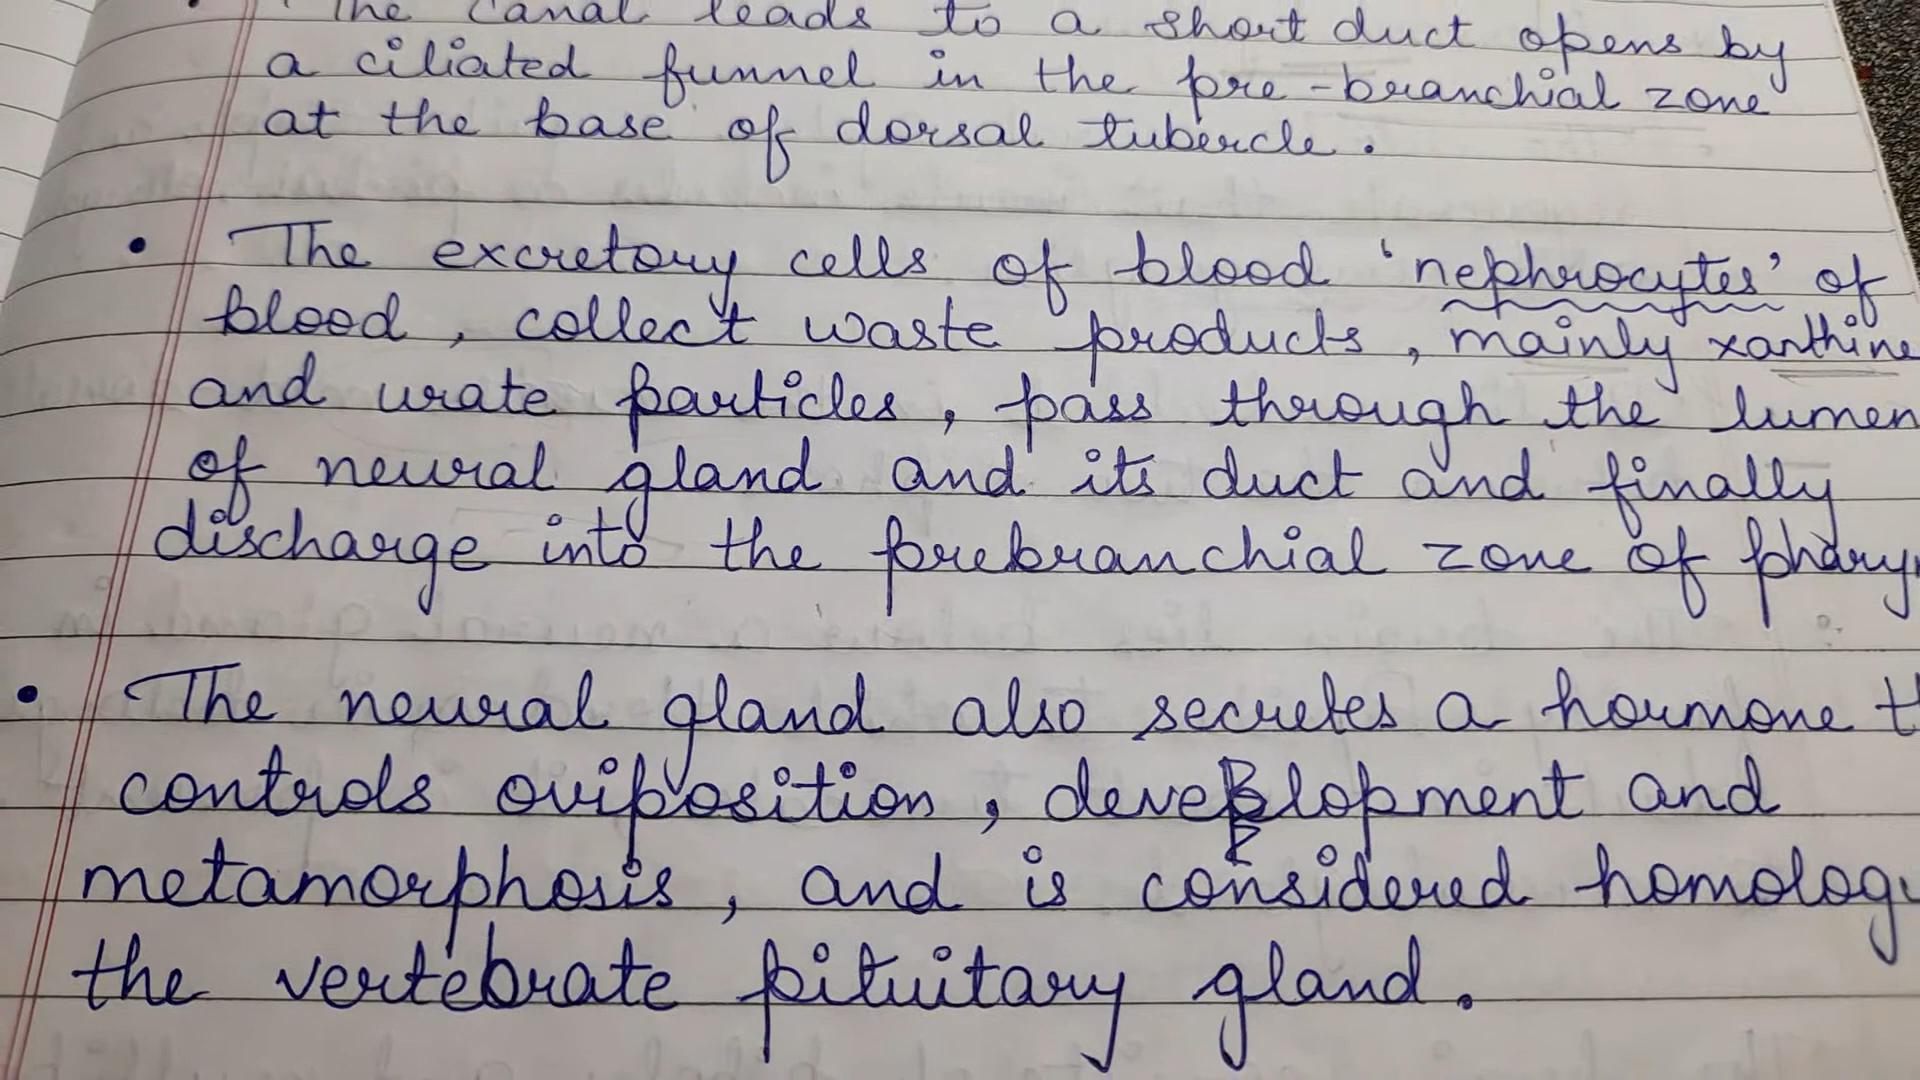 • The canal leads to a short duct opens by
a ciliated funnel in the pre-branchial zone
at the base of dorsal tubercle.
• The excretory cells of blood 'nephrocytes' of
blood, collect waste products, mainly xanthine
and urate particles, pass through the lumen
of neural gland and its duct and finally
discharge into the prebranchial zone of phary
• The neural gland also secretes a hormone t
controls oviposition, development and
metamorphosis, and is considered homolog
the vertebrate pituitary gland.